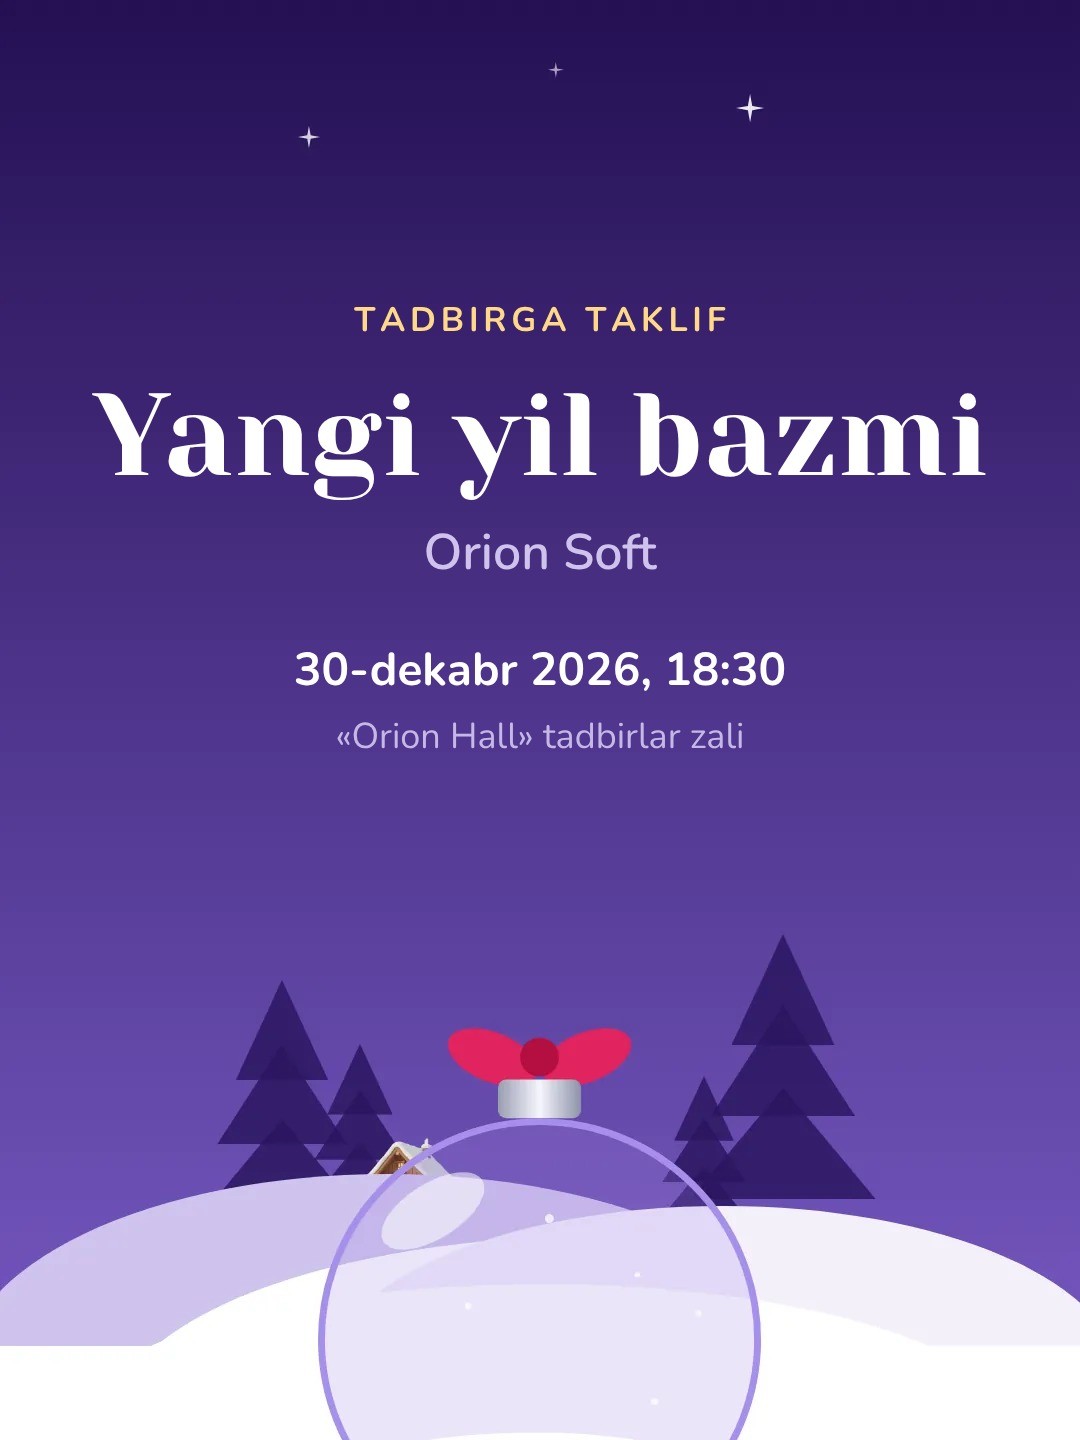 TADBIRGA TAKLIF
Yangi yil bazmi
Orion Soft
30-dekabr 2026, 18:30
«Orion Hall» tadbirlar zali